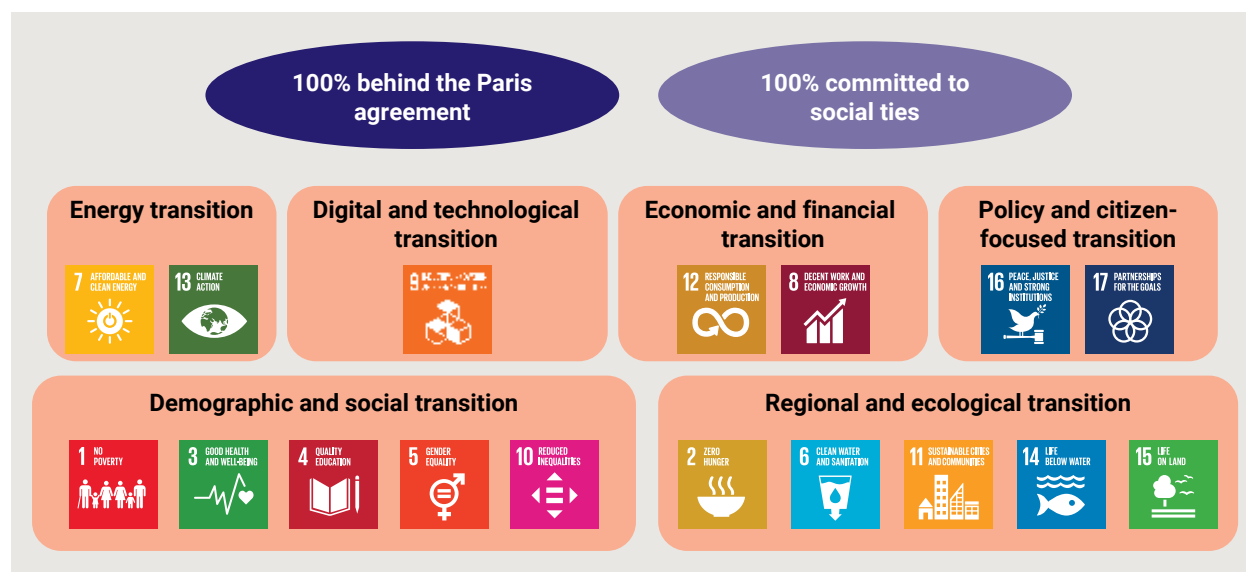 100% behind the Paris
agreement
100% committed to
social ties
Energy transition
7 AFFORDABLE AND
CLEAN ENERGY
13 CLIMATE
ACTION
Digital and technological
transition
9
Economic and financial
transition
12 RESPONSIBLE
CONSUMPTION
AND PRODUCTION
8 DECENT WORK AND
ECONOMIC GROWTH
Policy and citizen-
focused transition
16 PEACE, JUSTICE
AND STRONG
INSTITUTIONS
17 PARTNERSHIPS
FOR THE GOALS
Demographic and social transition
1 NO
POVERTY
3 GOOD HEALTH
AND WELL-BEING
4 QUALITY
EDUCATION
5 GENDER
EQUALITY
10 REDUCED
INEQUALITIES
Regional and ecological transition
2 ZERO
HUNGER
6 CLEAN WATER
AND SANITATION
11 SUSTAINABLE CITIES
AND COMMUNITIES
14 LIFE
BELOW WATER
15 LIFE
ON LAND